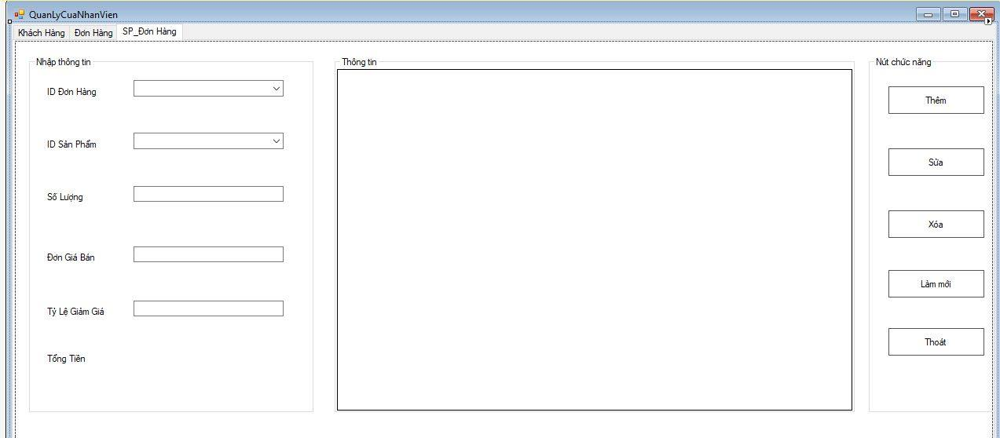 QuanLyCuaNhanVien
Khách Hàng Đơn Hàng SP_Đơn Hàng
Nhập thông tin
ID Đơn Hàng
ID Sản Phẩm
Số Lượng
Đơn Giá Bán
Tỷ Lệ Giảm Giá
Tổng Tiền
Thông tin
Nút chức năng
Thêm
Sửa
Xóa
Làm mới
Thoát